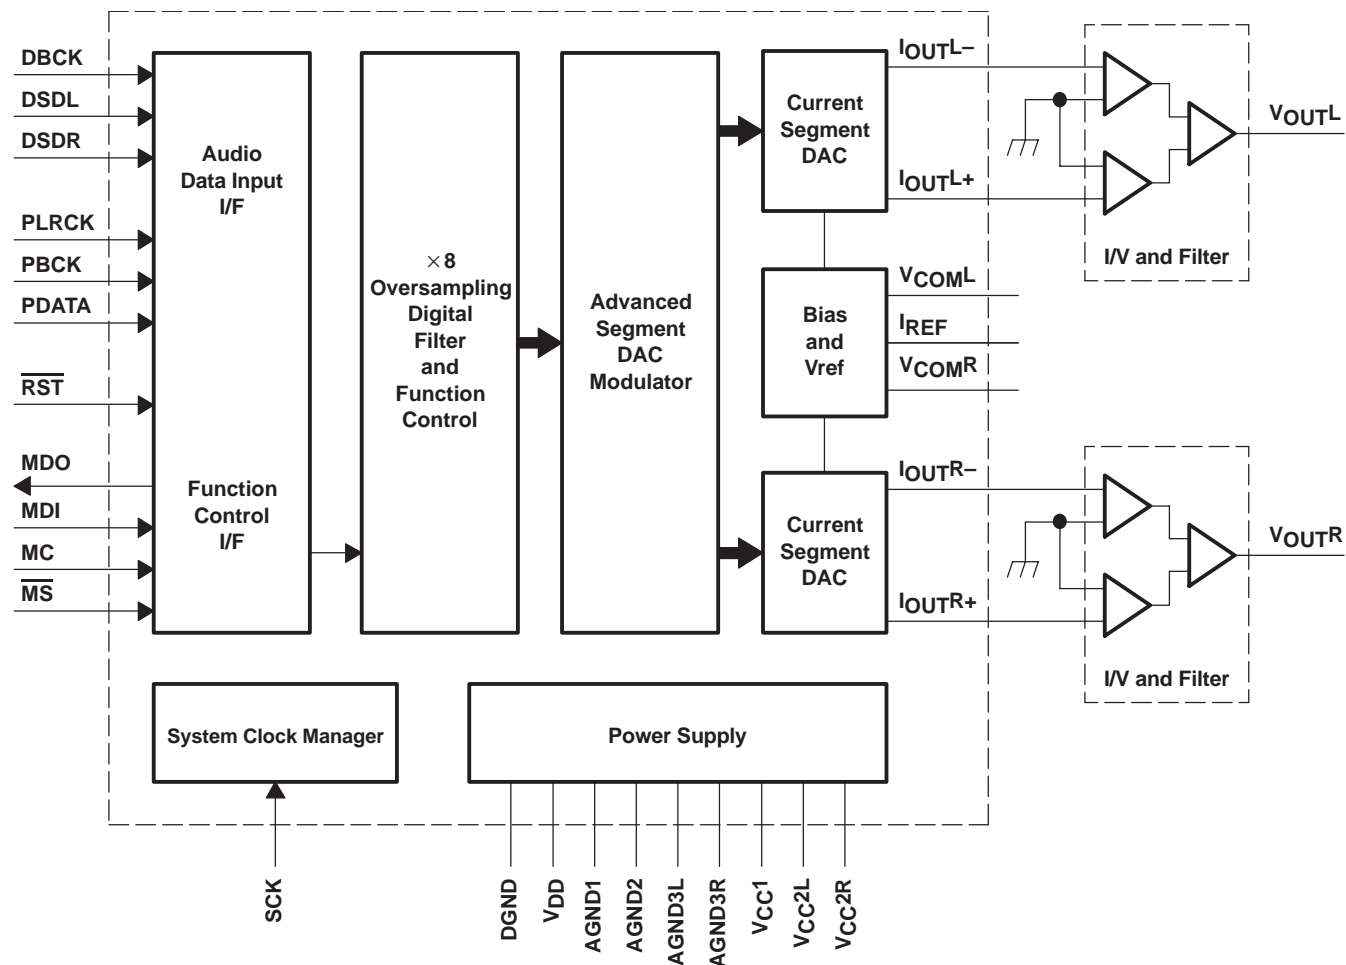 DBCK
DSDL
DSDR
PLRCK
PBCK
PDATA
RST
MDO
MDI
MC
MS
Audio
Data Input
I/F
Function
Control
I/F
×8
Oversampling
Digital
Filter
and
Function
Control
Advanced
Segment
DAC
Modulator
Current
Segment
DAC
Bias
and
Vref
Current
Segment
DAC
IOUTL–
IOUTL+
VCOML
IREF
VCOMR
IOUTR–
IOUTR+
I/V and Filter
VOUTL
I/V and Filter
VOUTR
System Clock Manager
Power Supply
SCK
DGND
VDD
AGND1
AGND2
AGND3L
AGND3R
VCC1
VCC2L
VCC2R